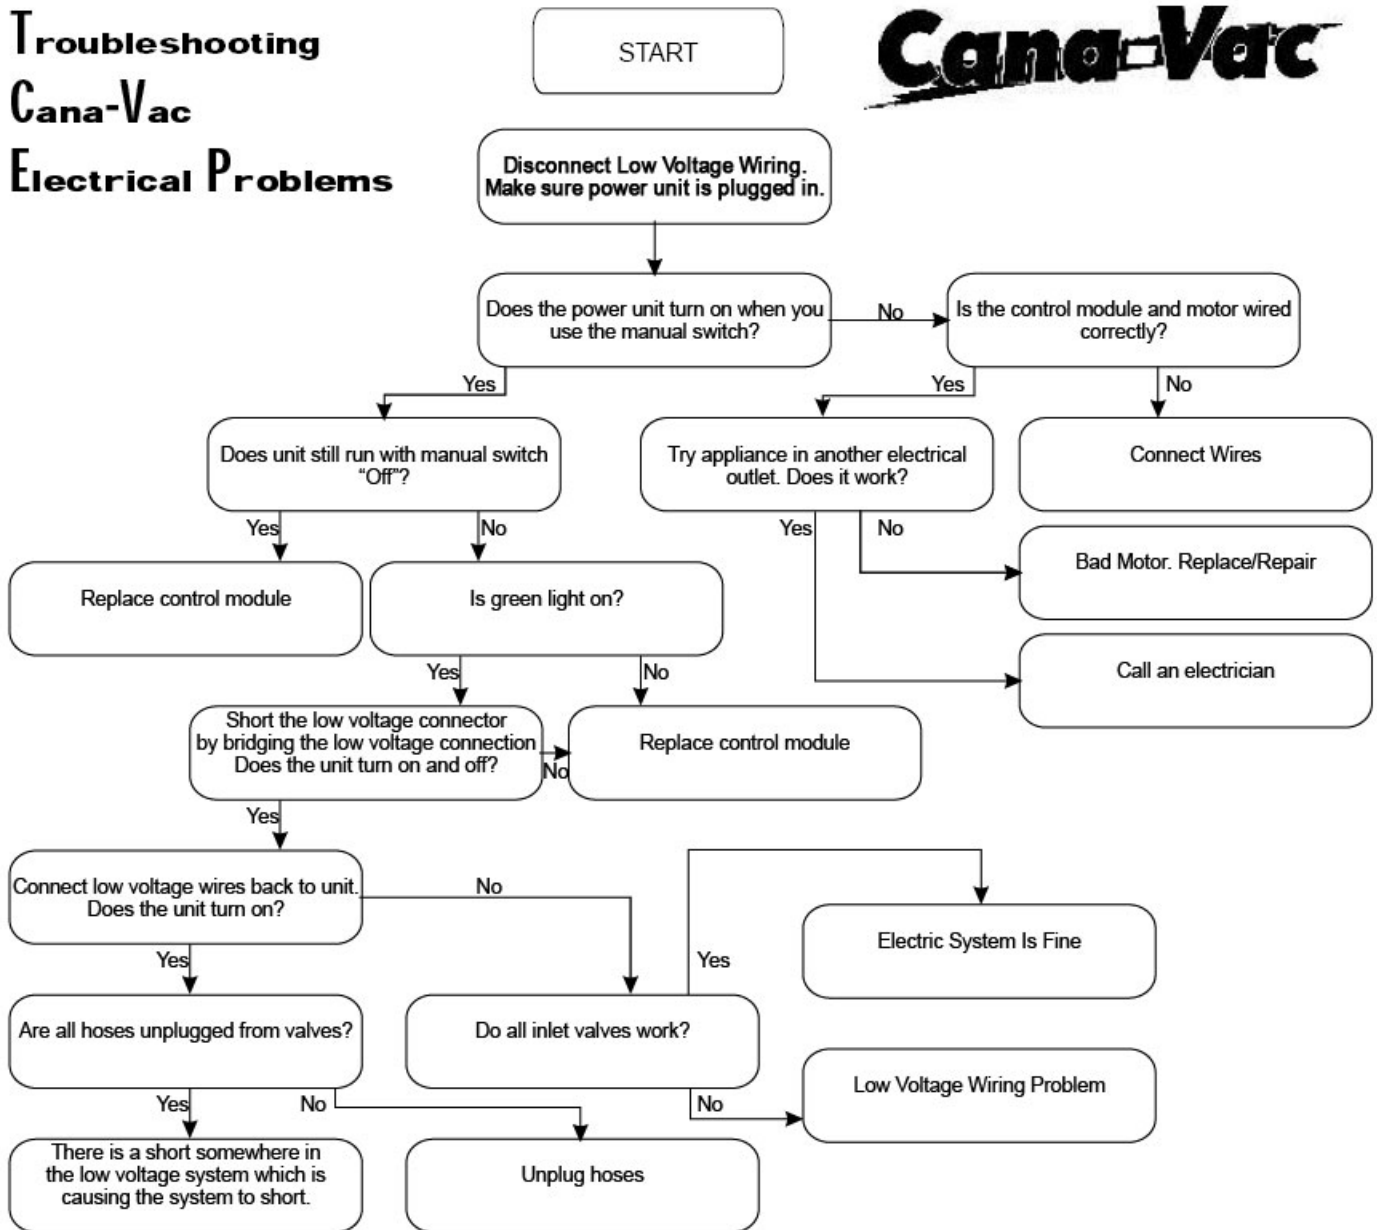 Troubleshooting
Cana-Vac
Electrical Problems
START
Cana-Vac
Disconnect Low Voltage Wiring.
Make sure power unit is plugged in.
Does the power unit turn on when you
use the manual switch?
No
Is the control module and motor wired
correctly?
Yes
Yes
No
Does unit still run with manual switch
“Off”?
Try appliance in another electrical
outlet. Does it work?
Connect Wires
Yes
No
Yes
No
Bad Motor. Replace/Repair
Replace control module
Is green light on?
Call an electrician
Yes
No
Short the low voltage connector
by bridging the low voltage connection
Does the unit turn on and off?
No
Replace control module
Yes
Connect low voltage wires back to unit.
Does the unit turn on?
No
Electric System Is Fine
Yes
Yes
Are all hoses unplugged from valves?
Do all inlet valves work?
Low Voltage Wiring Problem
Yes
No
No
There is a short somewhere in
the low voltage system which is
causing the system to short.
Unplug hoses